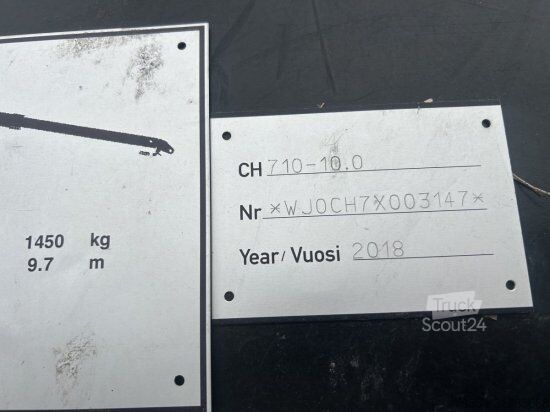 1450 kg
9.7 m
CH 710-10.0
Nr *WJ0CH7X003147*
Year/Vuosi 2018
Truck
Scout24